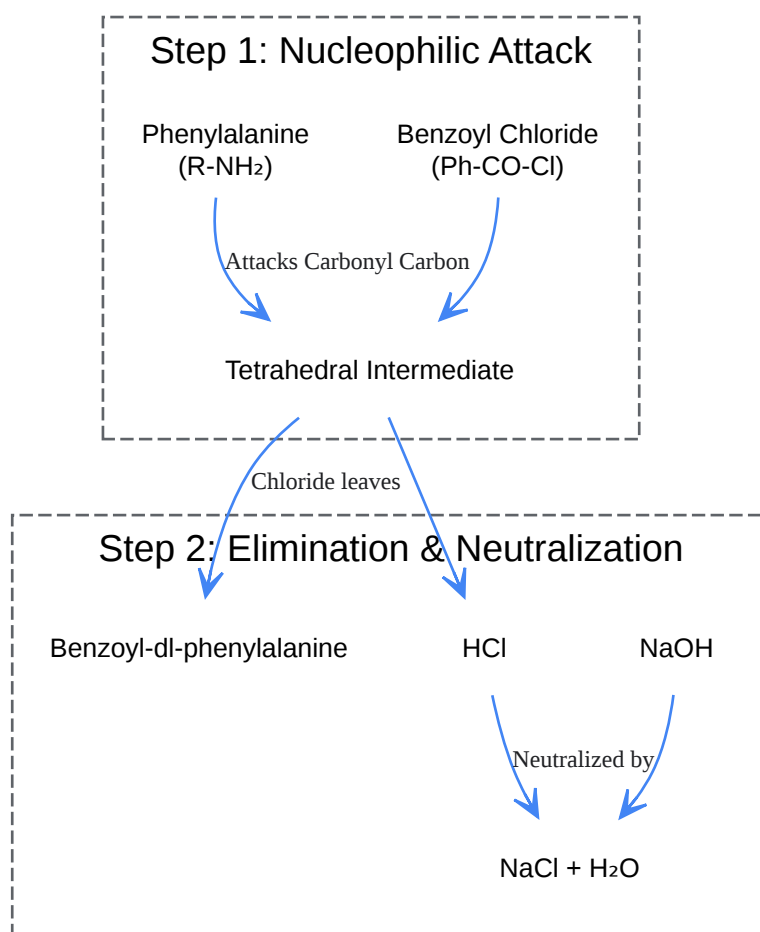 Step 1: Nucleophilic Attack
Phenylalanine
(R-NH₂)
Benzoyl Chloride
(Ph-CO-Cl)
Attacks Carbonyl Carbon
Tetrahedral Intermediate
Chloride leaves
Step 2: Elimination & Neutralization
Benzoyl-dl-phenylalanine
HCl
NaOH
Neutralized by
NaCl + H₂O